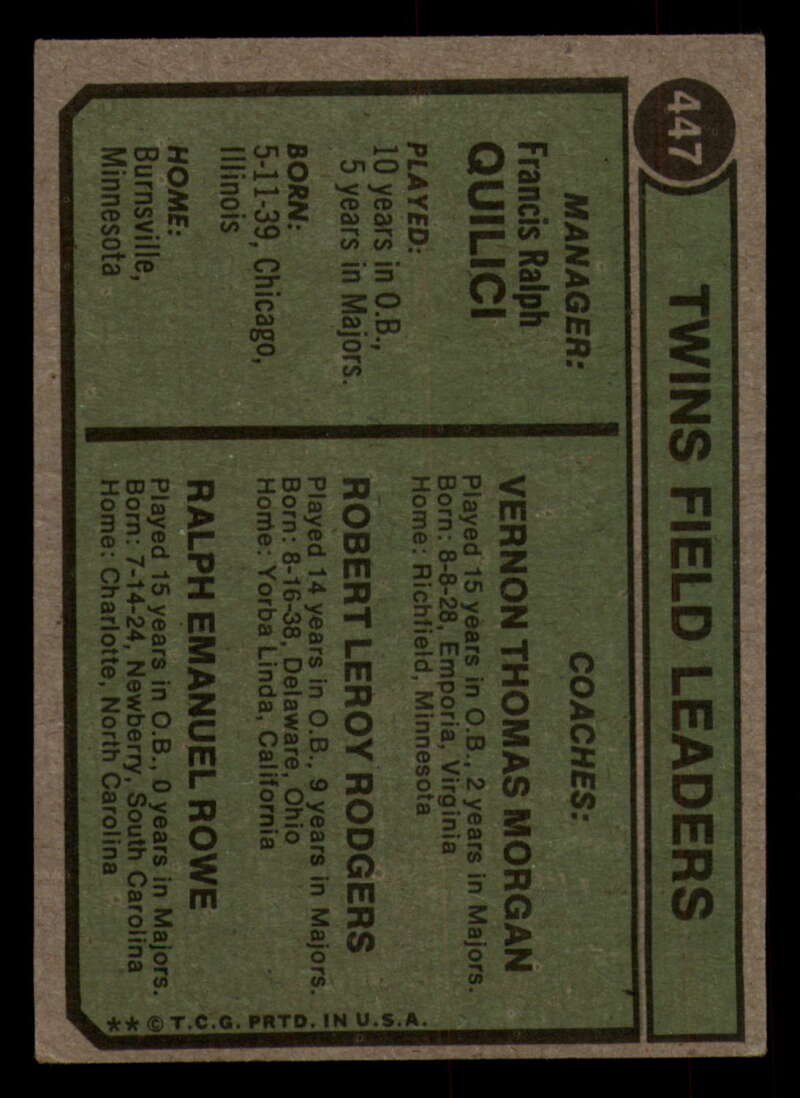 447
TWINS FIELD LEADERS
MANAGER:
Francis Ralph
QUILICI
PLAYED:
10 years in O.B.,
5 years in Majors.
BORN:
5-11-39, Chicago,
Illinois
HOME:
Burnsville,
Minnesota
COACHES:
VERNON THOMAS MORGAN
Played 15 years in O.B., 2 years in Majors.
Born: 8-8-28, Emporia, Virginia
Home: Richfield, Minnesota
ROBERT LEROY RODGERS
Played 14 years in O.B., 9 years in Majors.
Born: 8-16-38, Delaware, Ohio
Home: Yorba Linda, California
RALPH EMANUEL ROWE
Played 15 years in O.B., 0 years in Majors.
Born: 7-14-24, Newberry, South Carolina
Home: Charlotte, North Carolina
** © T.C.G. PRTD. IN U.S.A.